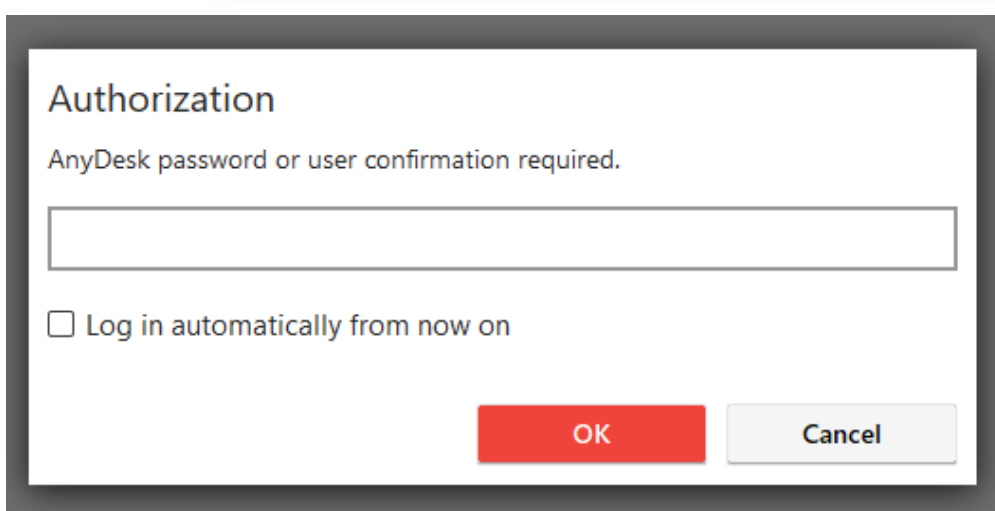 Authorization
AnyDesk password or user confirmation required.
Log in automatically from now on
OK
Cancel